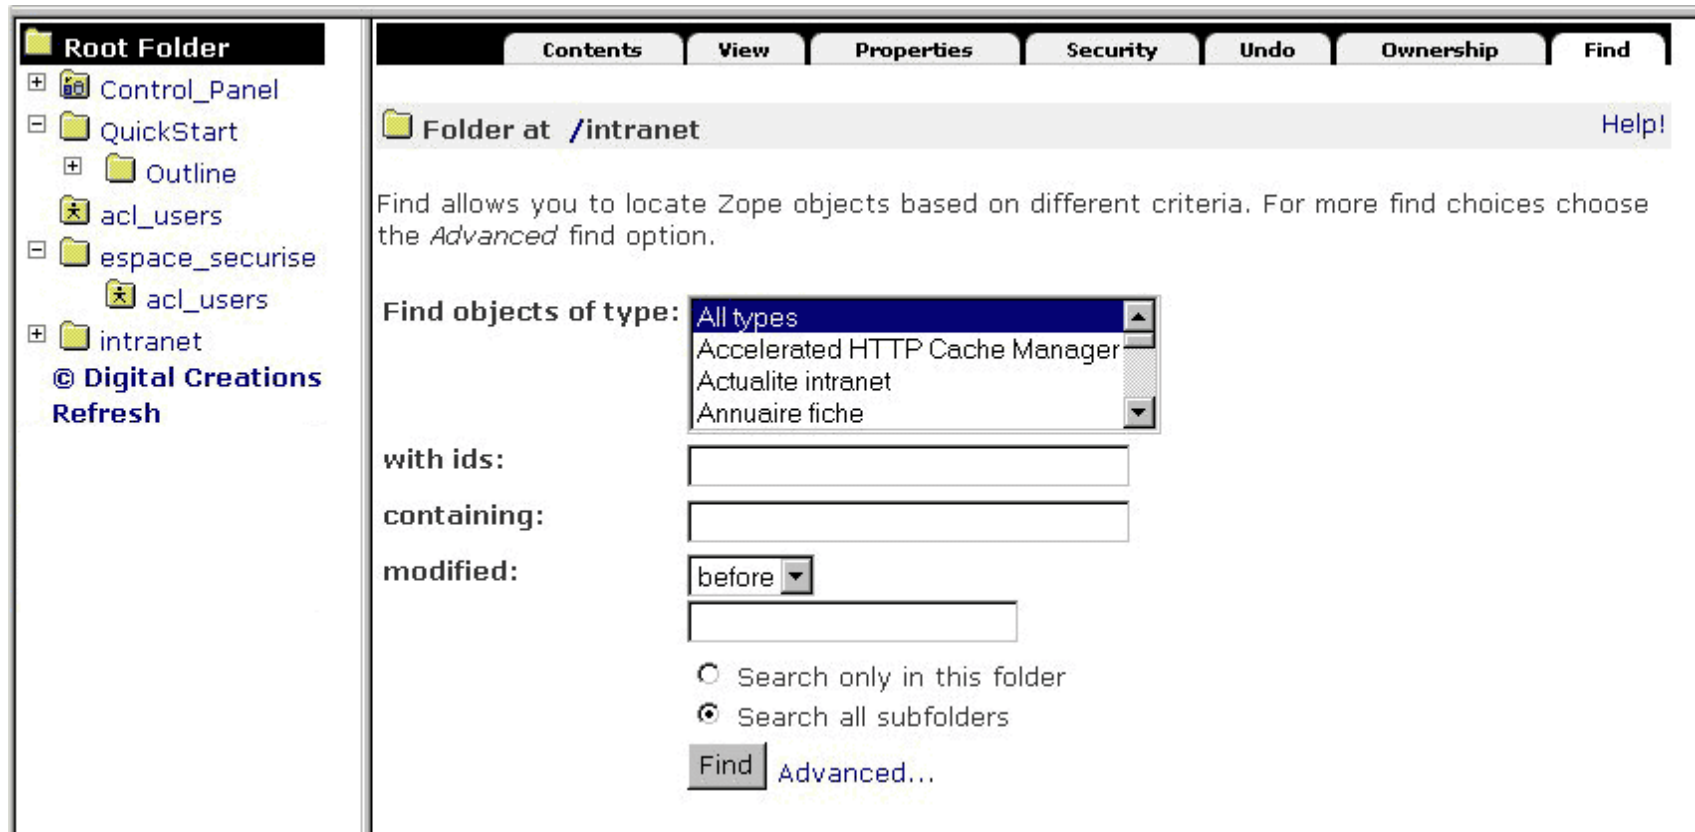 Root Folder
Control_Panel
QuickStart
Outline
acl_users
espace_securise
acl_users
intranet
© Digital Creations
Refresh
Contents View Properties Security Undo Ownership Find
Folder at /intranet
Help!
Find allows you to locate Zope objects based on different criteria. For more find choices choose
the Advanced find option.
Find objects of type:
All types
Accelerated HTTP Cache Manager
Actualite intranet
Annuaire fiche
with ids:
containing:
modified:
before
Search only in this folder
Search all subfolders
Find Advanced...